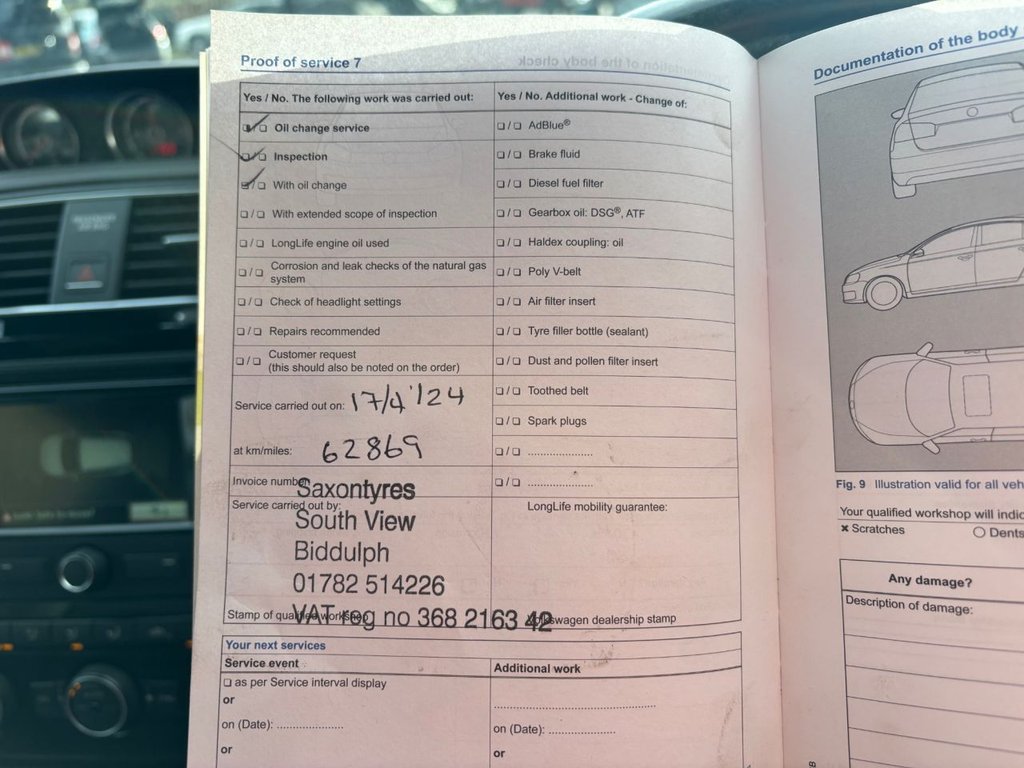 Proof of service 7
Yes / No. The following work was carried out:
☑/☐ Oil change service
☑/☐ Inspection
☑/☐ With oil change
☐/☐ With extended scope of inspection
☐/☐ LongLife engine oil used
☐/☐ Corrosion and leak checks of the natural gas
system
☐/☐ Check of headlight settings
☐/☐ Repairs recommended
☐/☐ Customer request
(this should also be noted on the order)
Service carried out on: 17/4/24
at km/miles: 62869
Invoice number
Service carried out by:
Saxontyres
South View
Biddulph
01782 514226
VAT reg no 368 2163 42
Stamp of qualified workshop
Yes / No. Additional work - Change of:
☐/☐ AdBlue®
☐/☐ Brake fluid
☐/☐ Diesel fuel filter
☐/☐ Gearbox oil: DSG®, ATF
☐/☐ Haldex coupling: oil
☐/☐ Poly V-belt
☐/☐ Air filter insert
☐/☐ Tyre filler bottle (sealant)
☐/☐ Dust and pollen filter insert
☐/☐ Toothed belt
☐/☐ Spark plugs
☐/☐ .....................
☐/☐ .....................
LongLife mobility guarantee:
Volkswagen dealership stamp
Your next services
Service event
☐ as per Service interval display
or
on (Date): .....................
or
Additional work
.....................
on (Date): .....................
or
Documentation of the body
Fig. 9 Illustration valid for all veh
Your qualified workshop will indic
× Scratches
○ Dents
Any damage?
Description of damage: